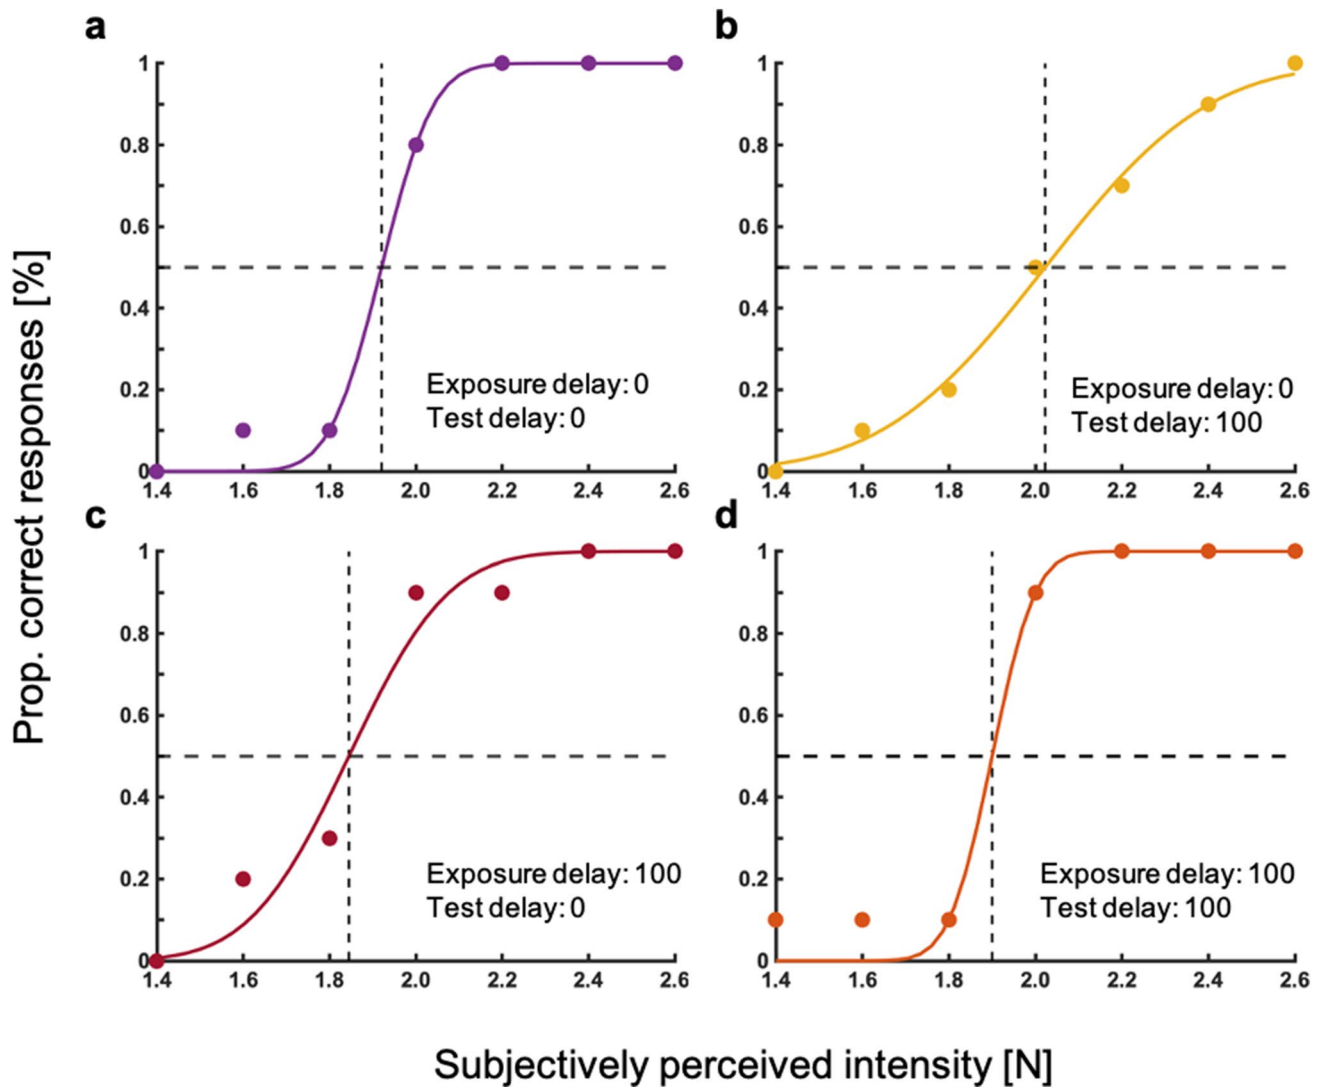 a
1
0.8
0.6
0.4
0.2
0
1.4 1.6 1.8 2.0 2.2 2.4 2.6
Exposure delay: 0
Test delay: 0
b
1
0.8
0.6
0.4
0.2
0
1.4 1.6 1.8 2.0 2.2 2.4 2.6
Exposure delay: 0
Test delay: 100
c
1
0.8
0.6
0.4
0.2
0
1.4 1.6 1.8 2.0 2.2 2.4 2.6
Exposure delay: 100
Test delay: 0
d
1
0.8
0.6
0.4
0.2
0
1.4 1.6 1.8 2.0 2.2 2.4 2.6
Exposure delay: 100
Test delay: 100
Prop. correct responses [%]
Subjectively perceived intensity [N]